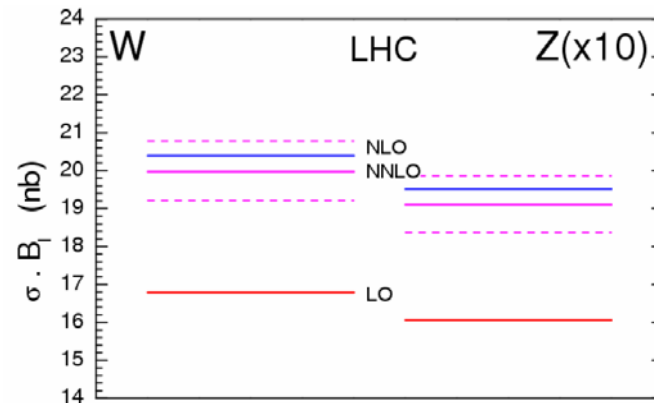 24
W LHC Z(x10)
23
22
21
NLO
20
NNLO
19
18
17
LO
16
15
14
σ . B_l (nb)